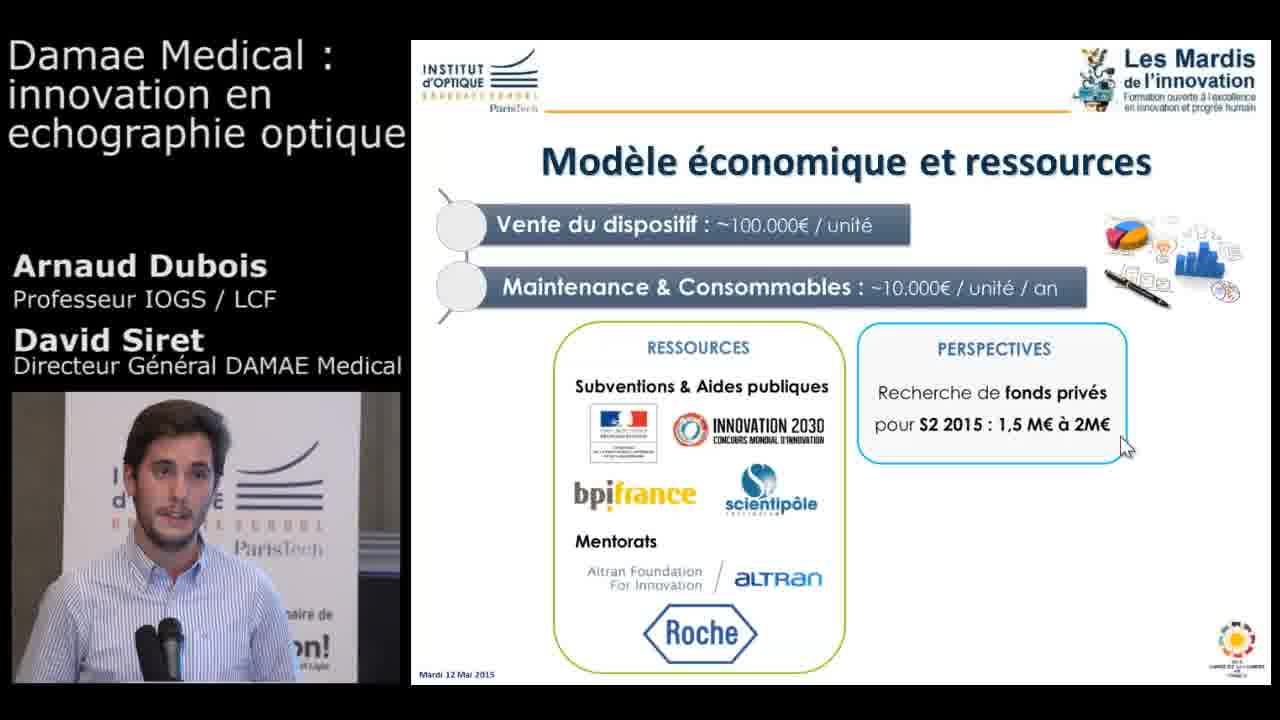 Damae Medical :
innovation en
echographie optique
Arnaud Dubois
Professeur IOGS / LCF
David Siret
Directeur Général DAMAE Medical
INSTITUT
d'OPTIQUE
GRADUATE SCHOOL
ParisTech
Les Mardis
de l'innovation
Formation ouverte à l'excellence
en innovation et progrès humain
Modèle économique et ressources
Vente du dispositif : ~100.000€ / unité
Maintenance & Consommables : ~10.000€ / unité / an
RESSOURCES
Subventions & Aides publiques
INNOVATION 2030
CONCOURS MONDIAL D'INNOVATION
bpifrance
scientipôle
Mentorats
Altran Foundation
For Innovation
ALTRAN
Roche
PERSPECTIVES
Recherche de fonds privés
pour S2 2015 : 1,5 M€ à 2M€
Mardi 12 Mai 2015
ParisTech